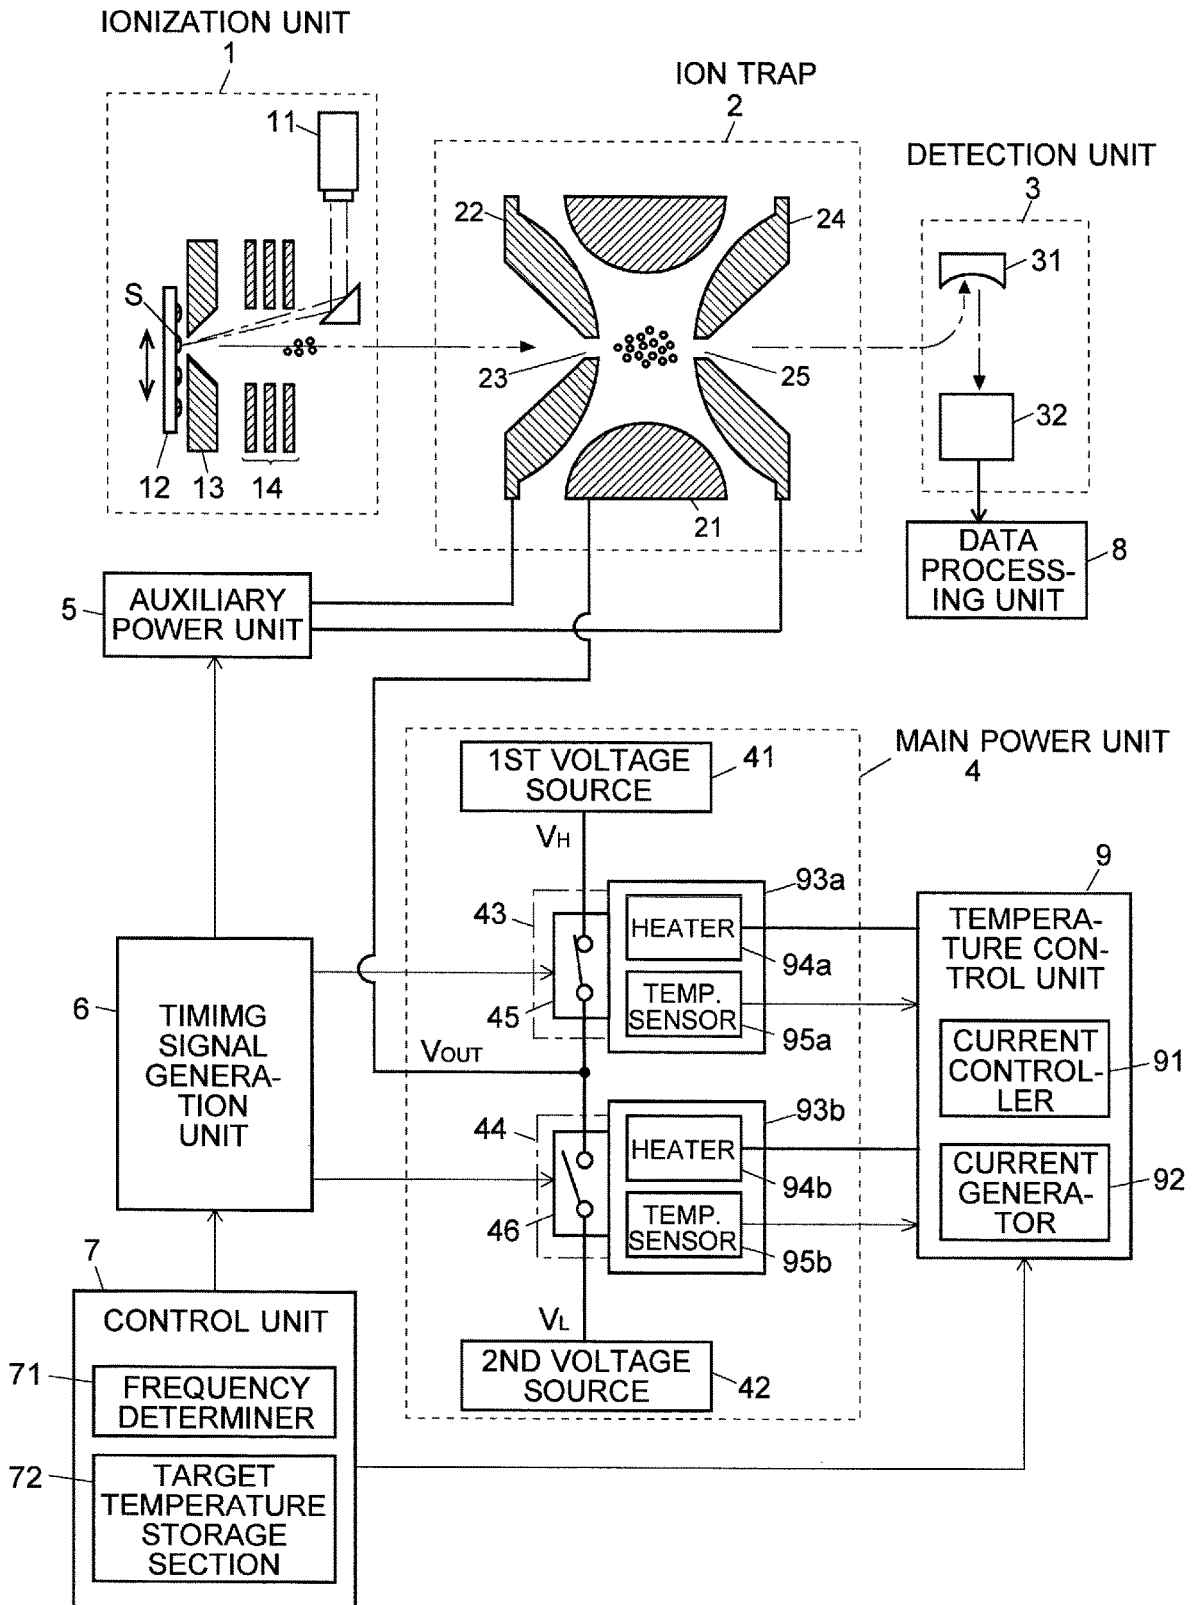 IONIZATION UNIT
1
11
S
12
13
14
ION TRAP
2
22
24
23
25
21
DETECTION UNIT
3
31
32
DATA
PROCESS-
ING UNIT
8
5
AUXILIARY
POWER UNIT
MAIN POWER UNIT
4
1ST VOLTAGE
SOURCE
41
VH
43
45
93a
HEATER
94a
TEMP.
SENSOR
95a
VOUT
44
46
93b
HEATER
94b
TEMP.
SENSOR
95b
VL
2ND VOLTAGE
SOURCE
42
9
TEMPERA-
TURE CON-
TROL UNIT
CURRENT
CONTROL-
LER
91
CURRENT
GENERA-
TOR
92
6
TIMIMG
SIGNAL
GENERA-
TION
UNIT
7
CONTROL UNIT
71
FREQUENCY
DETERMINER
72
TARGET
TEMPERATURE
STORAGE
SECTION